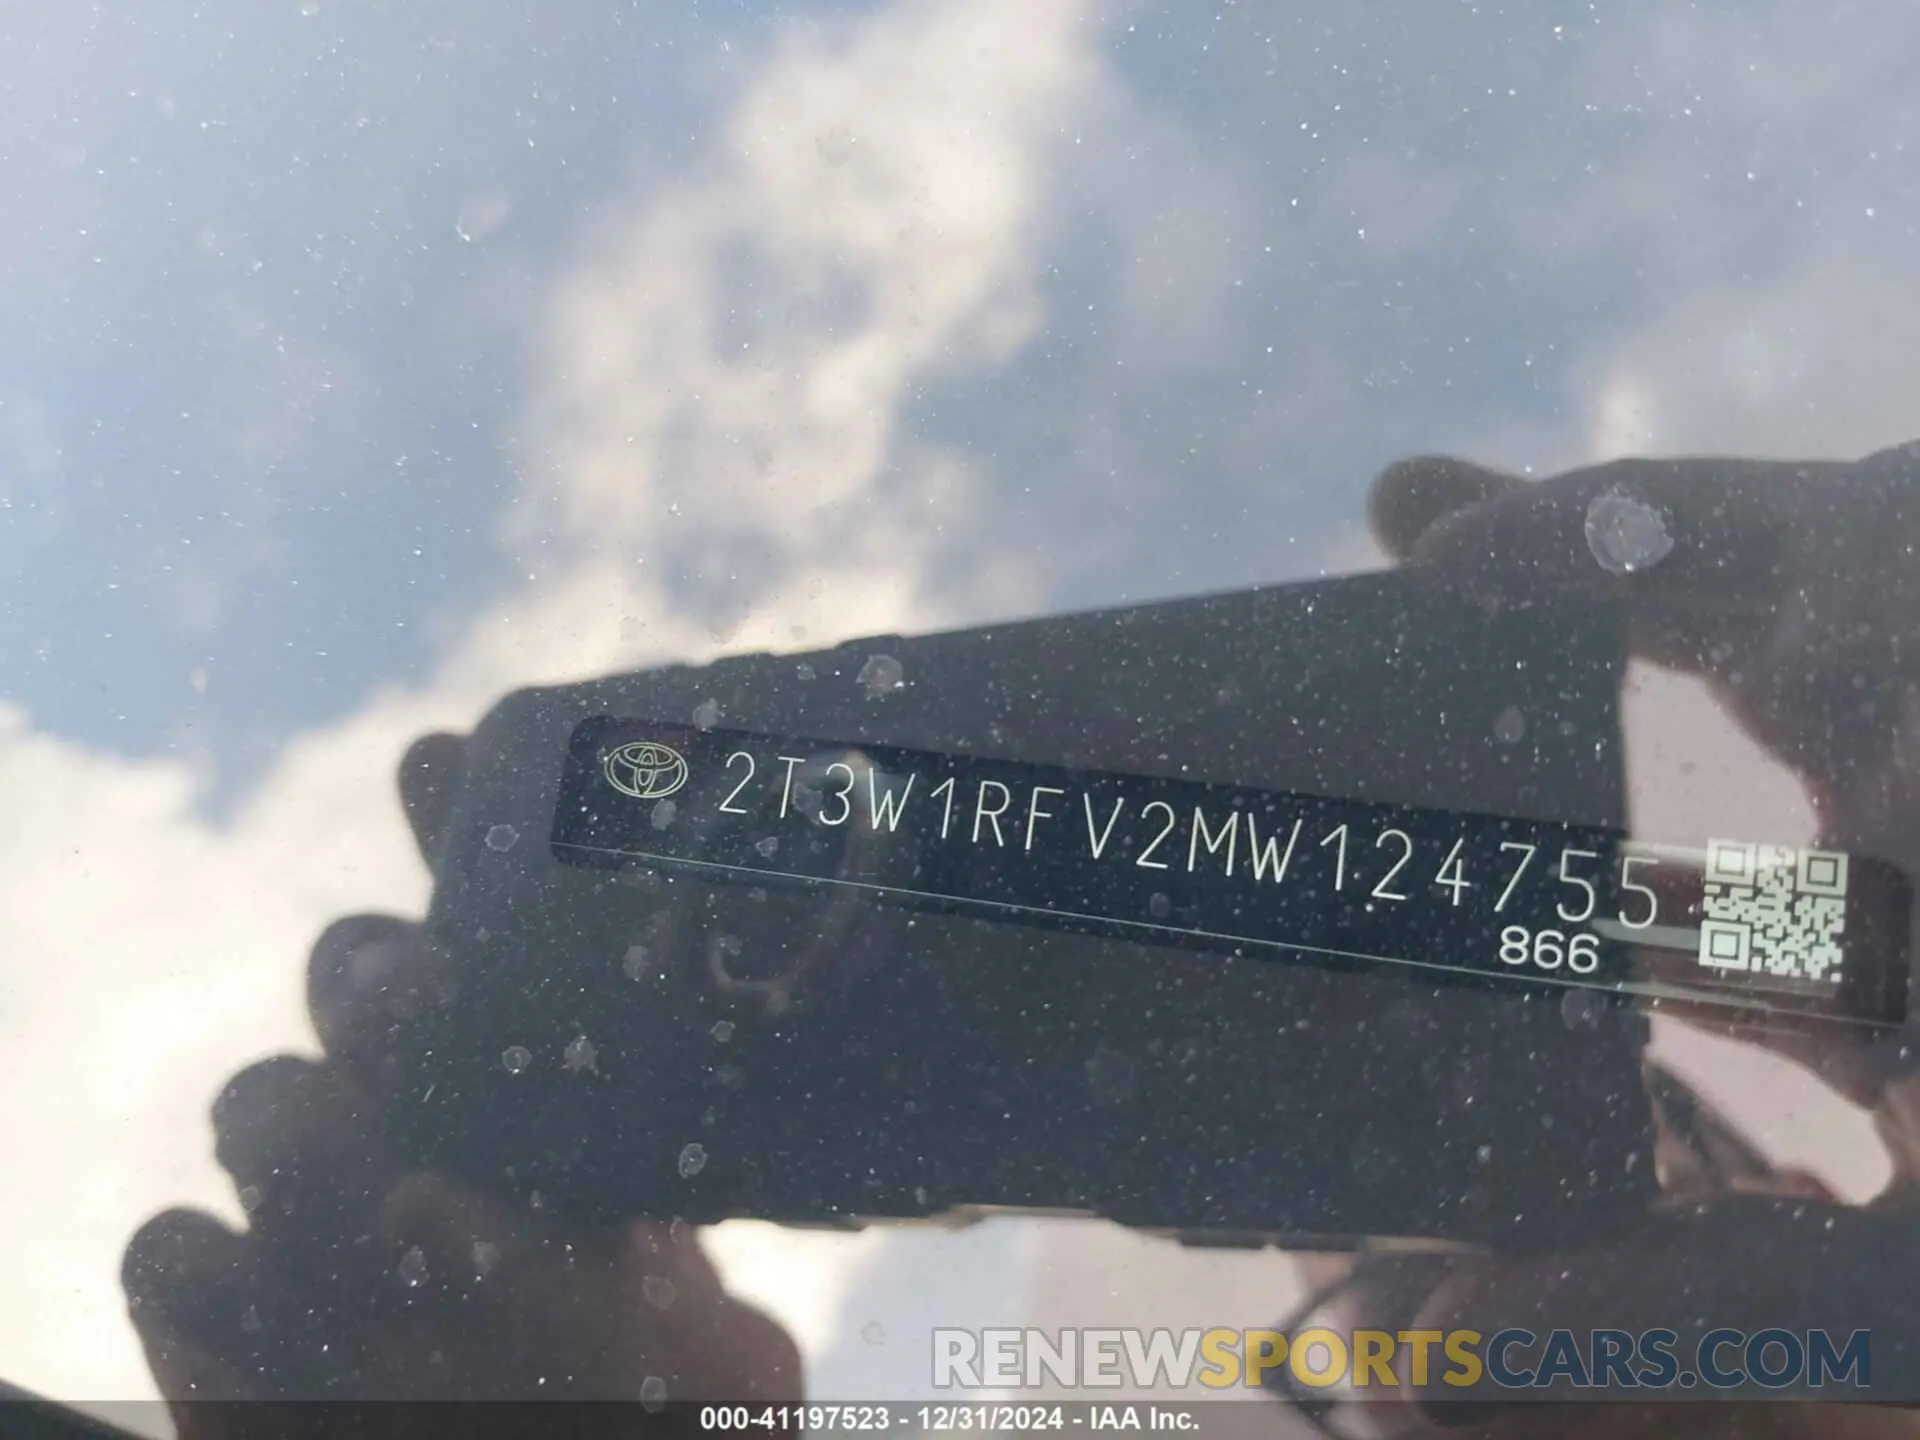 2T3W1RFV2MW124755
866
RENEWSPORTSCARS.COM
000-41197523 - 12/31/2024 - IAA Inc.